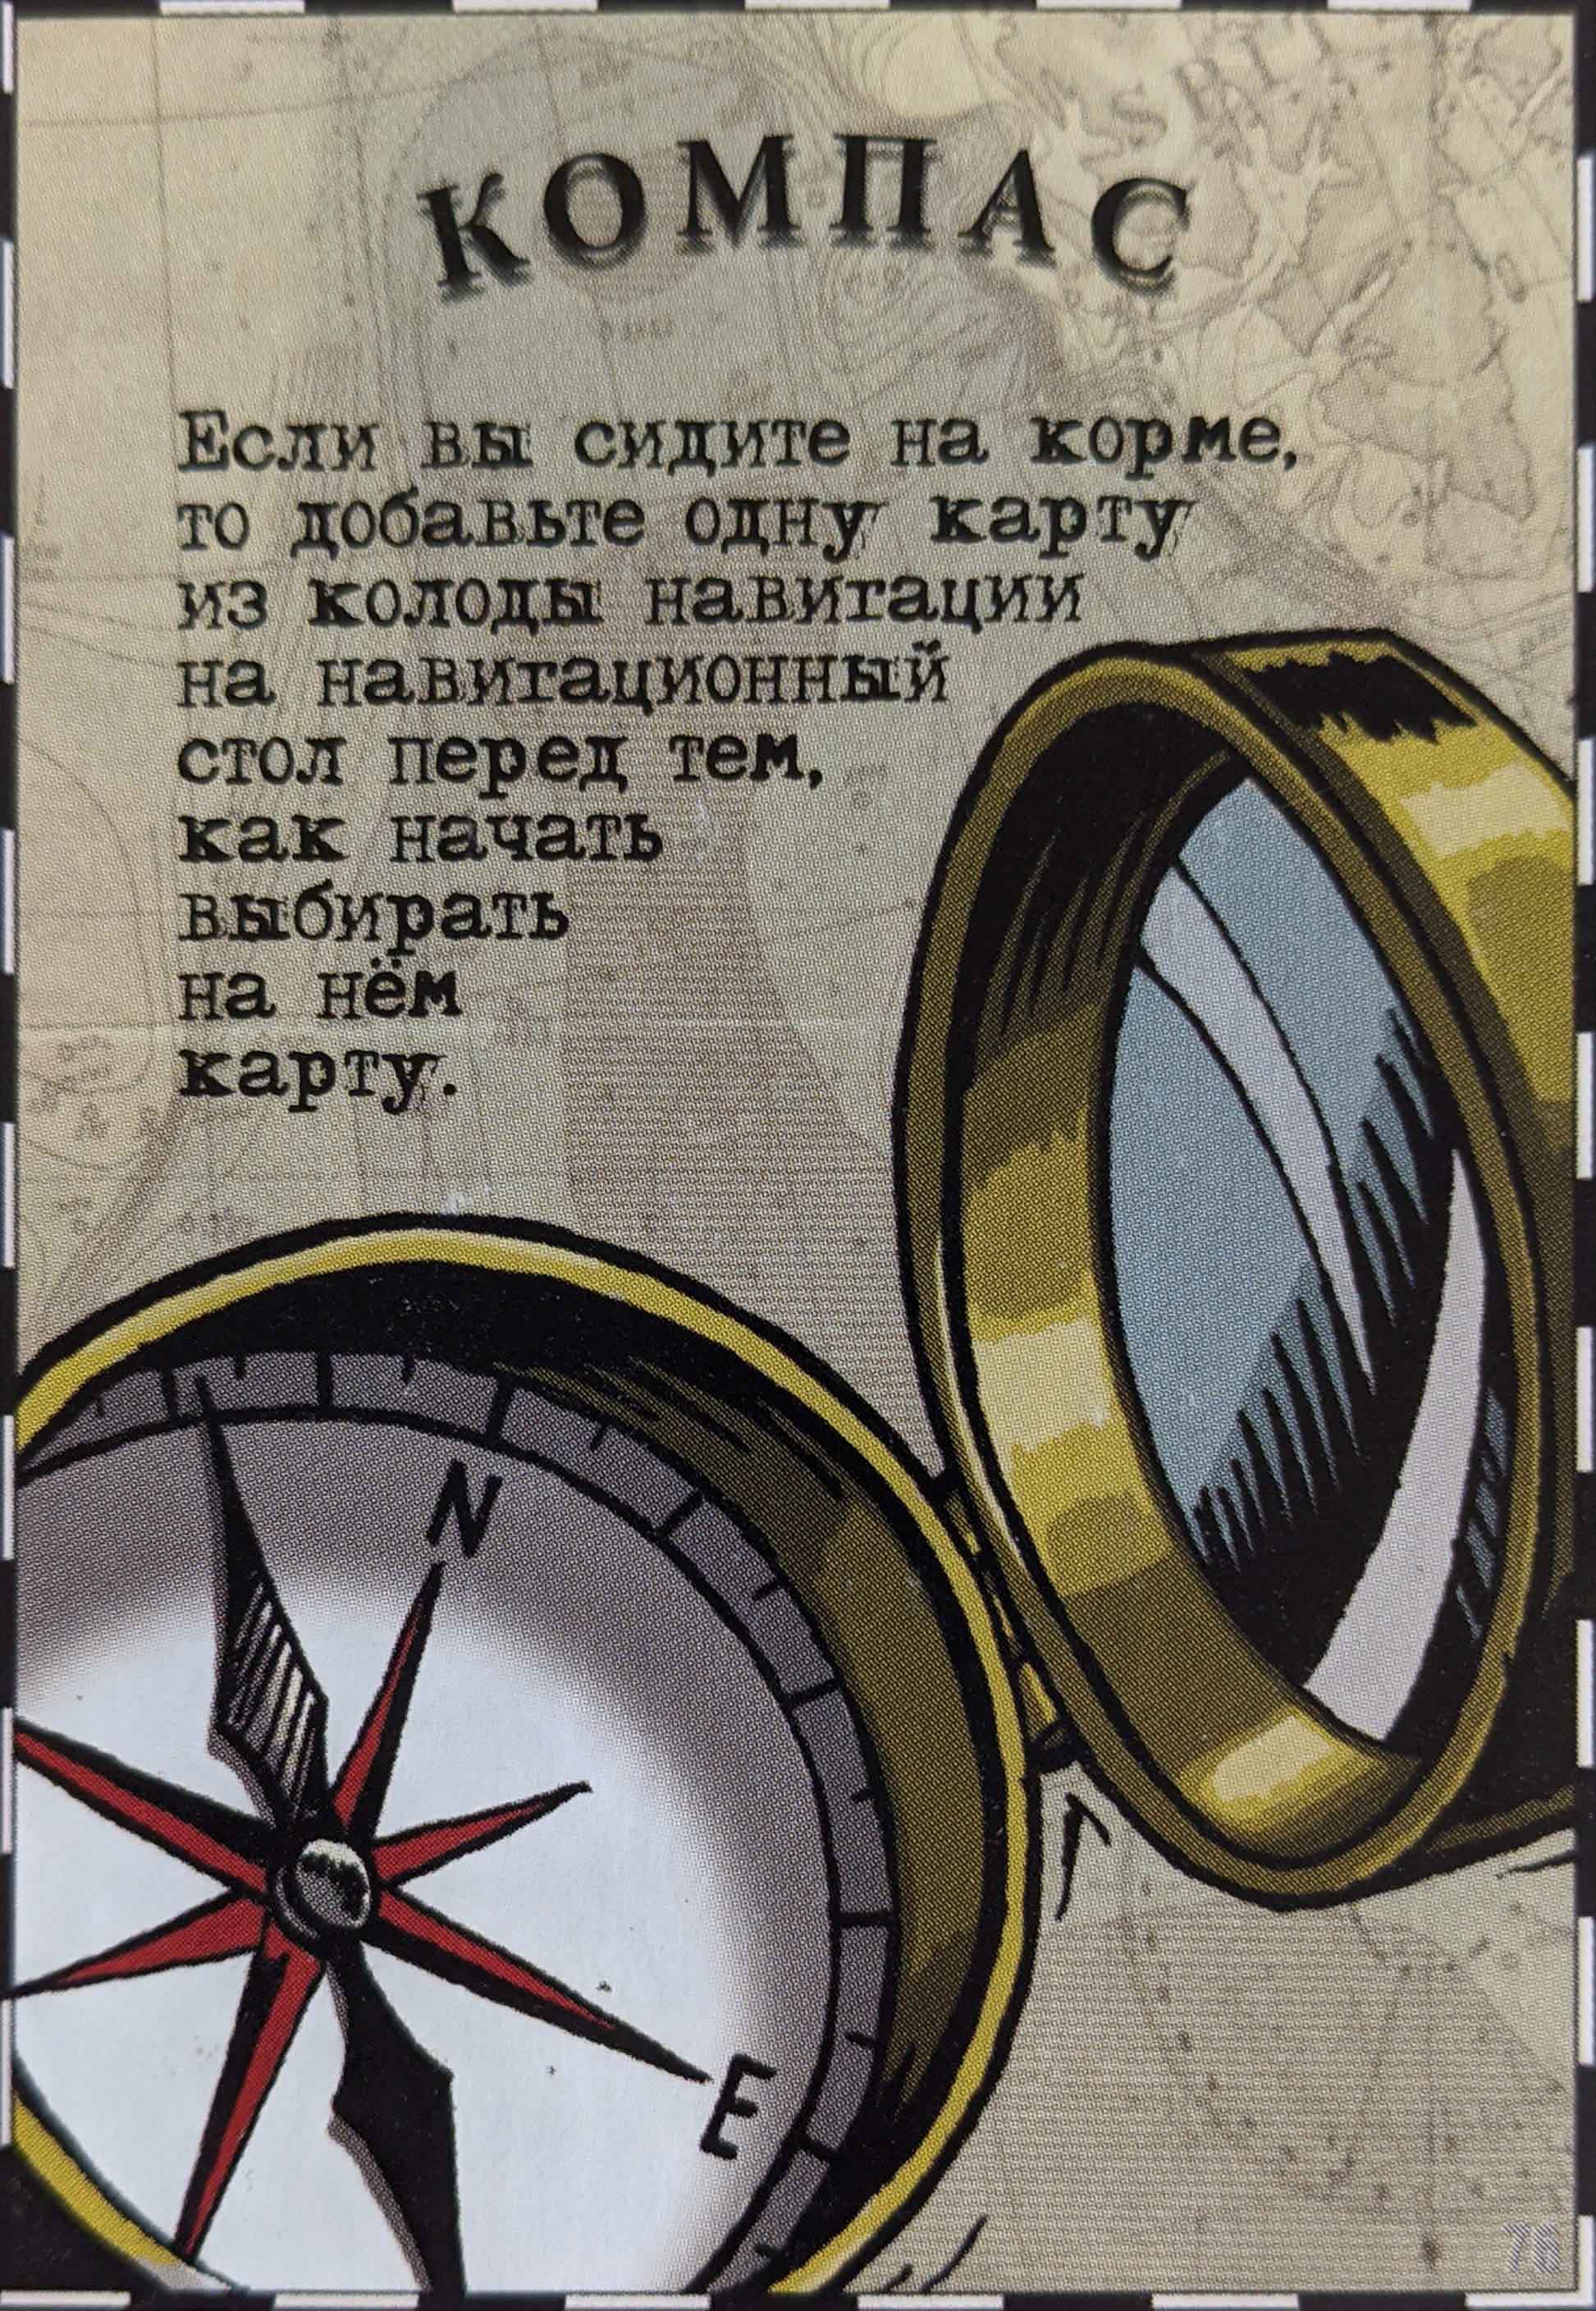 КОМПАС
Если вы сидите на корме,
то добавьте одну карту
из колоды навигации
на навигационный
стол перед тем,
как начать
выбирать
на нём
карту.
N
E
76